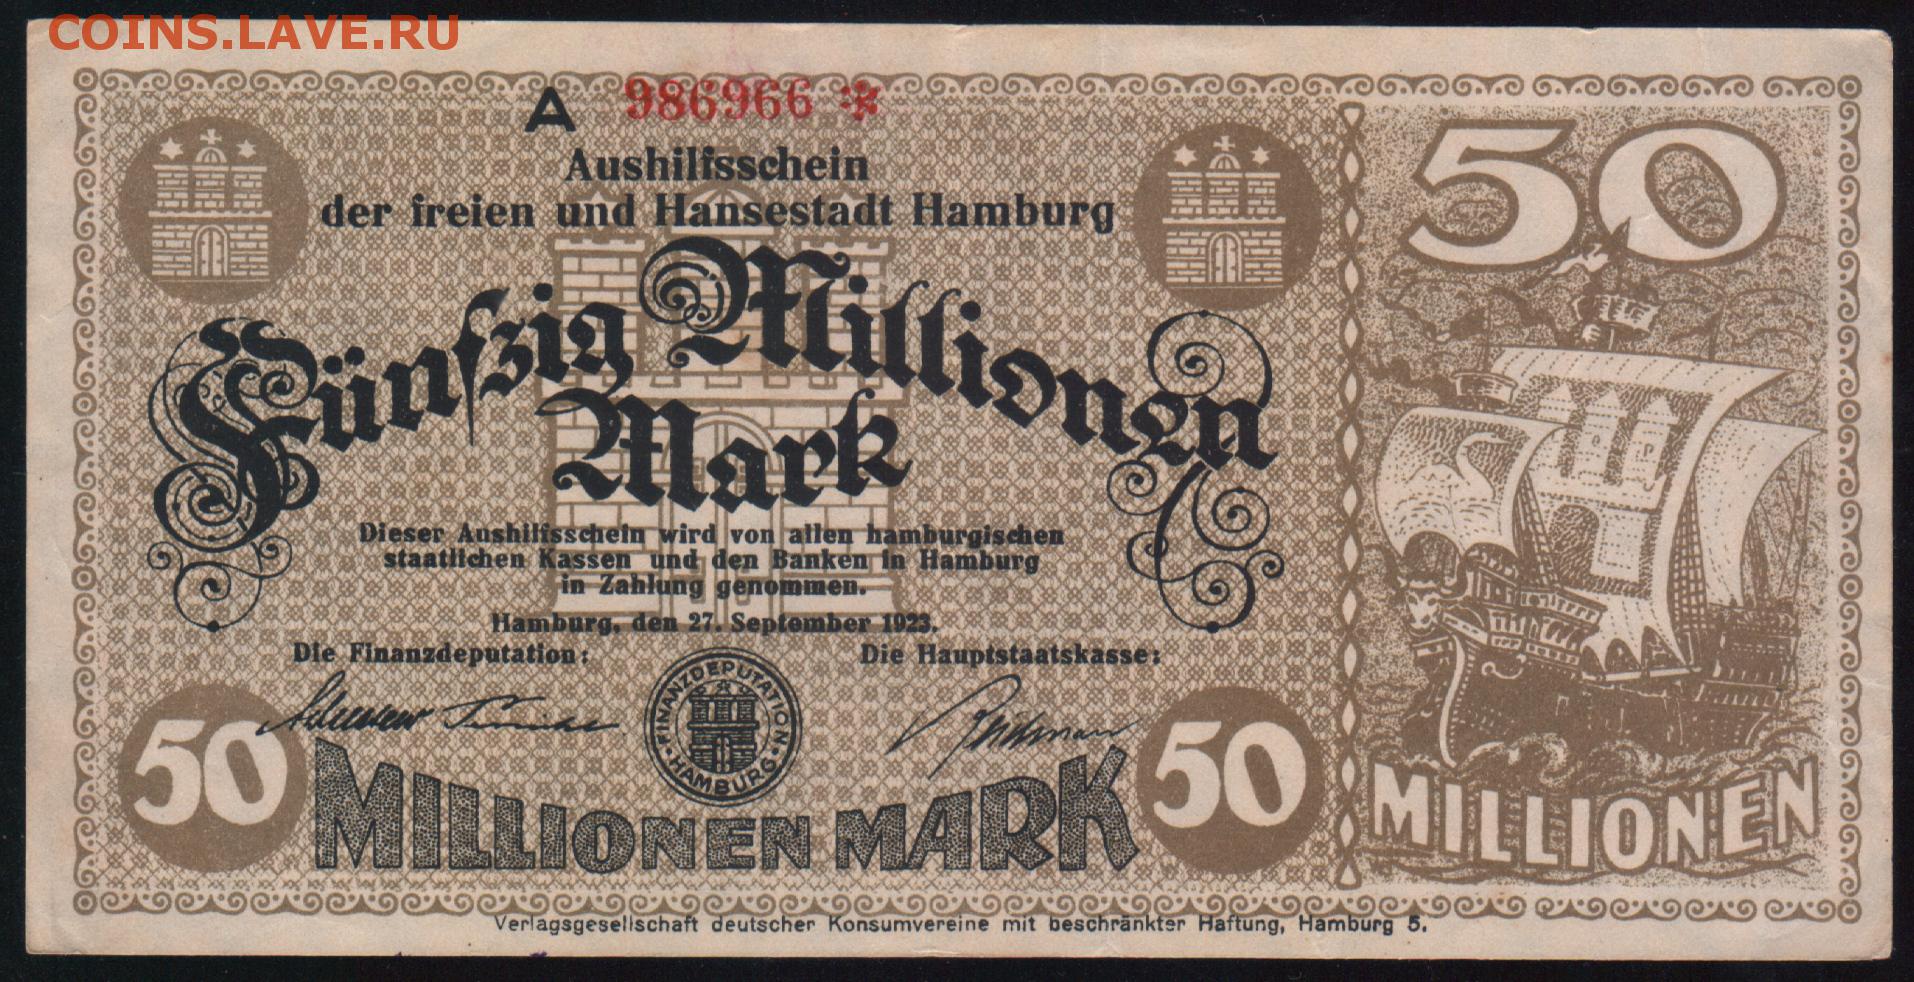 COINS.LAVE.RU
A 986966 *
Aushilfsschein
der freien und Hansestadt Hamburg
50
Fünfzig Millionen
Mark
Dieser Aushilfsschein wird von allen hamburgischen
staatlichen Kassen und den Banken in Hamburg
in Zahlung genommen.
Hamburg, den 27. September 1923.
Die Finanzdeputation:
Die Hauptstaatskasse:
FINANZDEPUTATION
HAMBURG
50
MILLIONEN MARK
50
MILLIONEN
Verlagsgesellschaft deutscher Konsumvereine mit beschränkter Haftung, Hamburg 5.